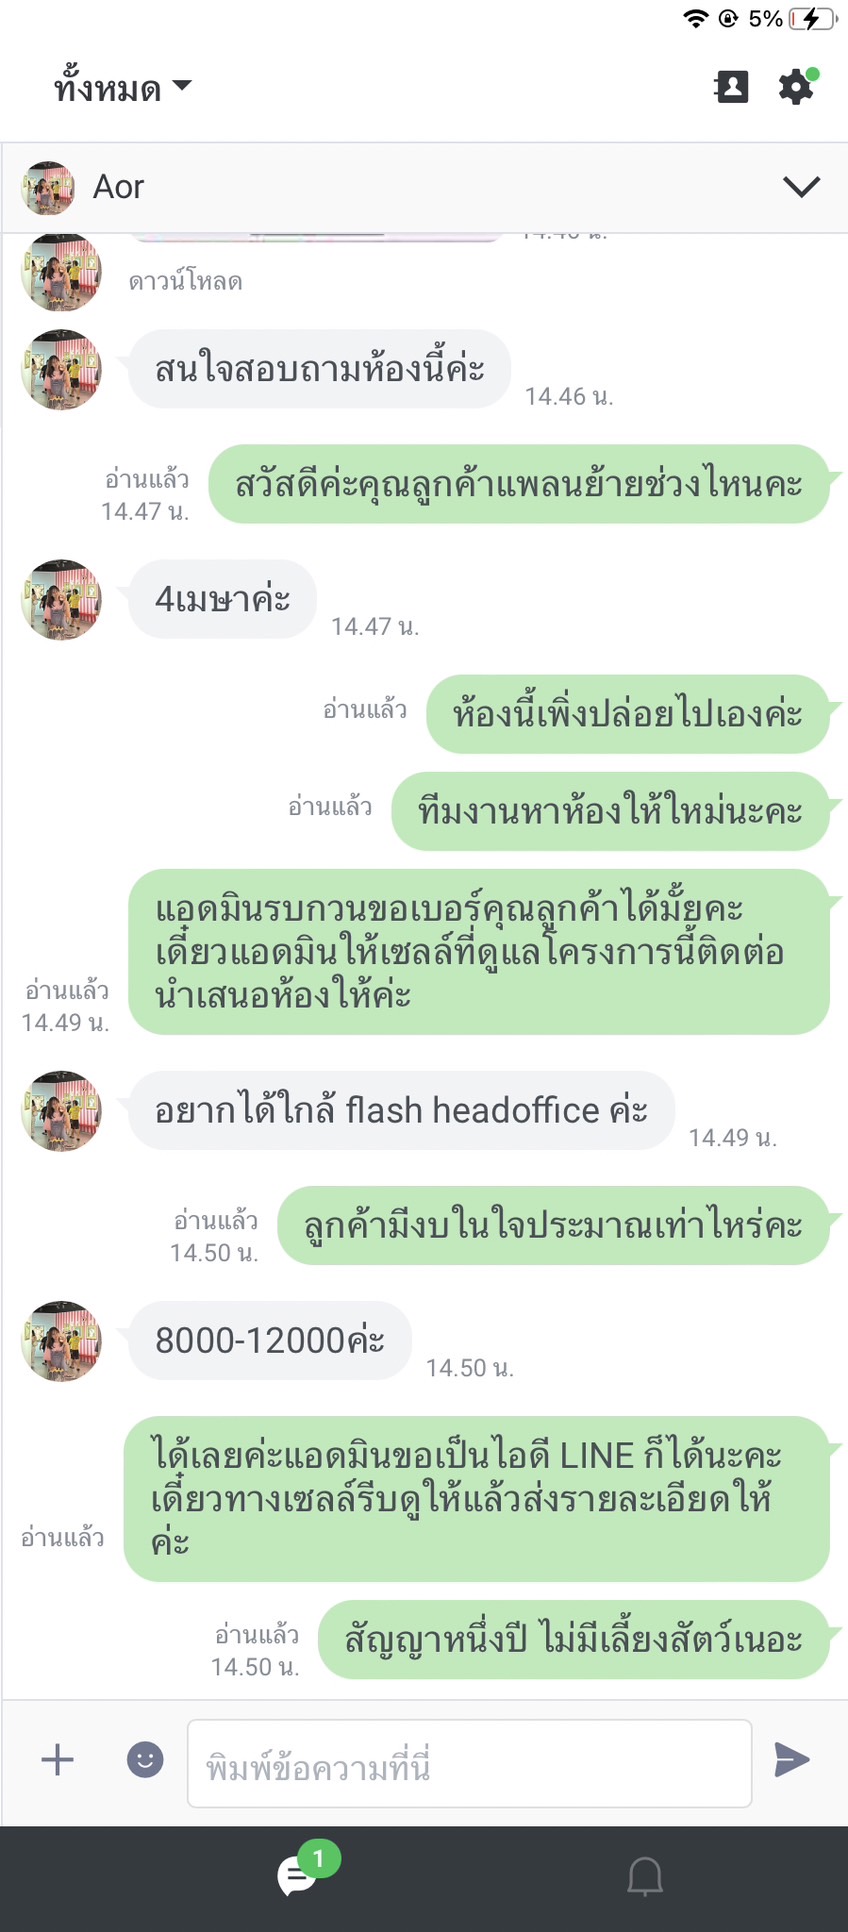 5%
ทั้งหมด
Aor
14.46 น.
ดาวน์โหลด
สนใจสอบถามห้องนี้ค่ะ
14.46 น.
สวัสดีค่ะคุณลูกค้าแพลนย้ายช่วงไหนคะ
อ่านแล้ว
14.47 น.
4เมษาค่ะ
14.47 น.
ห้องนี้เพิ่งปล่อยไปเองค่ะ
อ่านแล้ว
ทีมงานหาห้องให้ใหม่นะคะ
อ่านแล้ว
แอดมินรบกวนขอเบอร์คุณลูกค้าได้มั้ยคะ
เดี๋ยวแอดมินให้เซลล์ที่ดูแลโครงการนี้ติดต่อ
นำเสนอห้องให้ค่ะ
อ่านแล้ว
14.49 น.
อยากได้ใกล้ flash headoffice ค่ะ
14.49 น.
ลูกค้ามีงบในใจประมาณเท่าไหร่คะ
อ่านแล้ว
14.50 น.
8000-12000ค่ะ
14.50 น.
ได้เลยค่ะแอดมินขอเป็นไอดี LINE ก็ได้นะคะ
เดี๋ยวทางเซลล์รีบดูให้แล้วส่งรายละเอียดให้
ค่ะ
อ่านแล้ว
สัญญาหนึ่งปี ไม่มีเลี้ยงสัตว์เนอะ
อ่านแล้ว
14.50 น.
พิมพ์ข้อความที่นี่
1